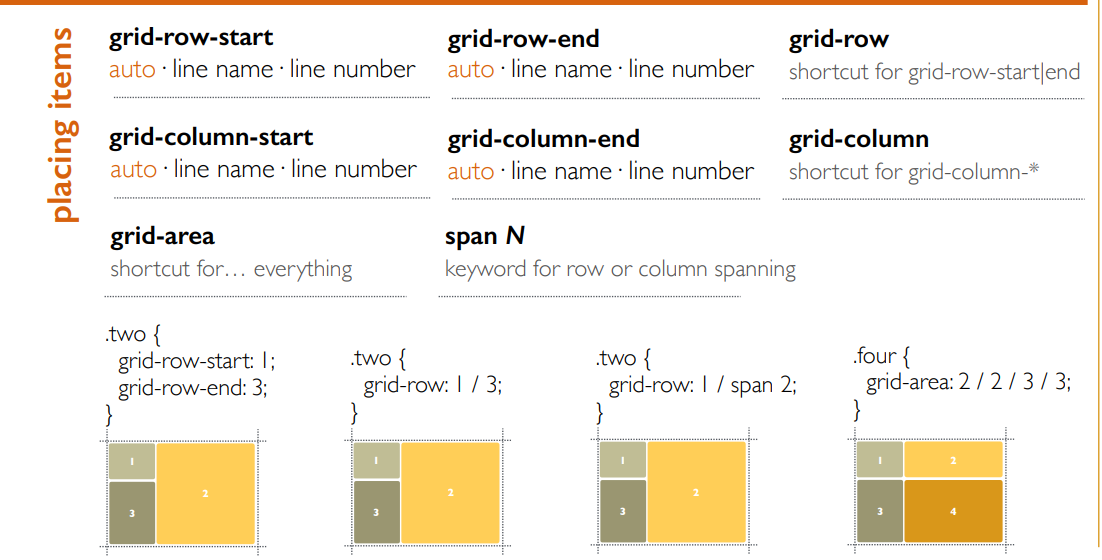 placing items
grid-row-start
auto · line name · line number
grid-row-end
auto · line name · line number
grid-row
shortcut for grid-row-start|end
grid-column-start
auto · line name · line number
grid-column-end
auto · line name · line number
grid-column
shortcut for grid-column-*
grid-area
shortcut for… everything
span N
keyword for row or column spanning
.two {
grid-row-start: 1;
grid-row-end: 3;
}
1
2
3
.two {
grid-row: 1 / 3;
}
1
2
3
.two {
grid-row: 1 / span 2;
}
1
2
3
.four {
grid-area: 2 / 2 / 3 / 3;
}
1
2
3
4